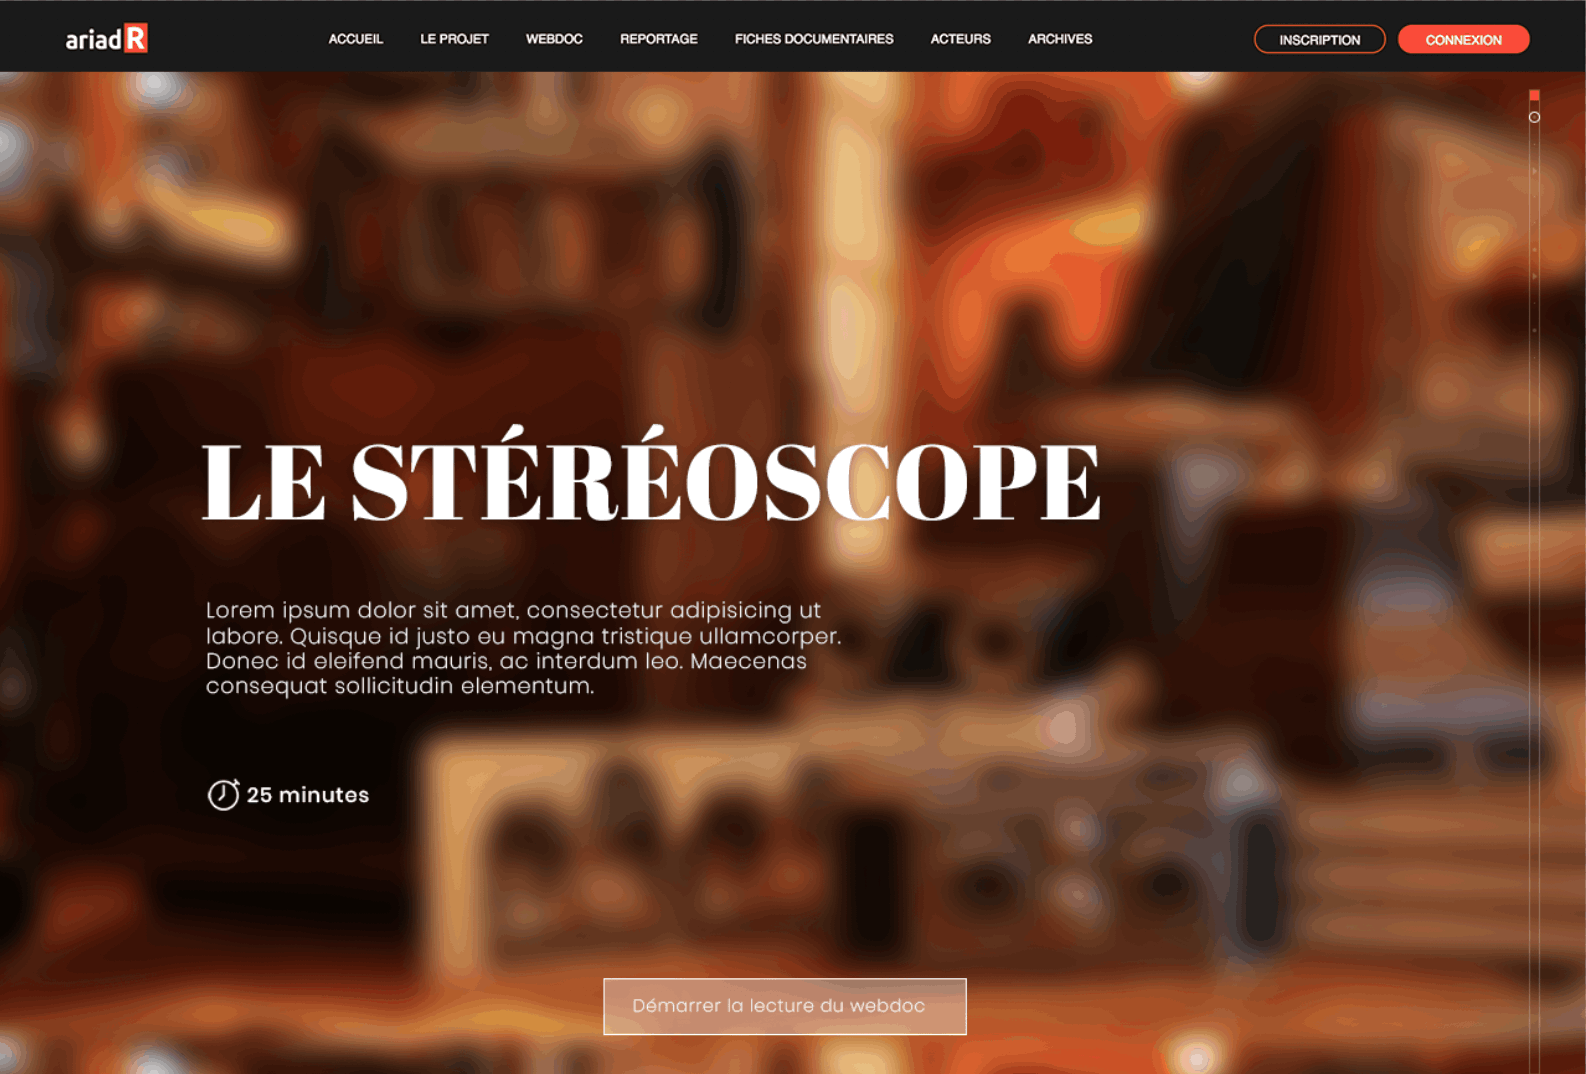 ariadR
ACCUEIL LE PROJET WEBDOC REPORTAGE FICHES DOCUMENTAIRES ACTEURS ARCHIVES
INSCRIPTION CONNEXION
LE STÉRÉOSCOPE
Lorem ipsum dolor sit amet, consectetur adipisicing ut
labore. Quisque id justo eu magna tristique ullamcorper.
Donec id eleifend mauris, ac interdum leo. Maecenas
consequat sollicitudin elementum.
25 minutes
Démarrer la lecture du webdoc